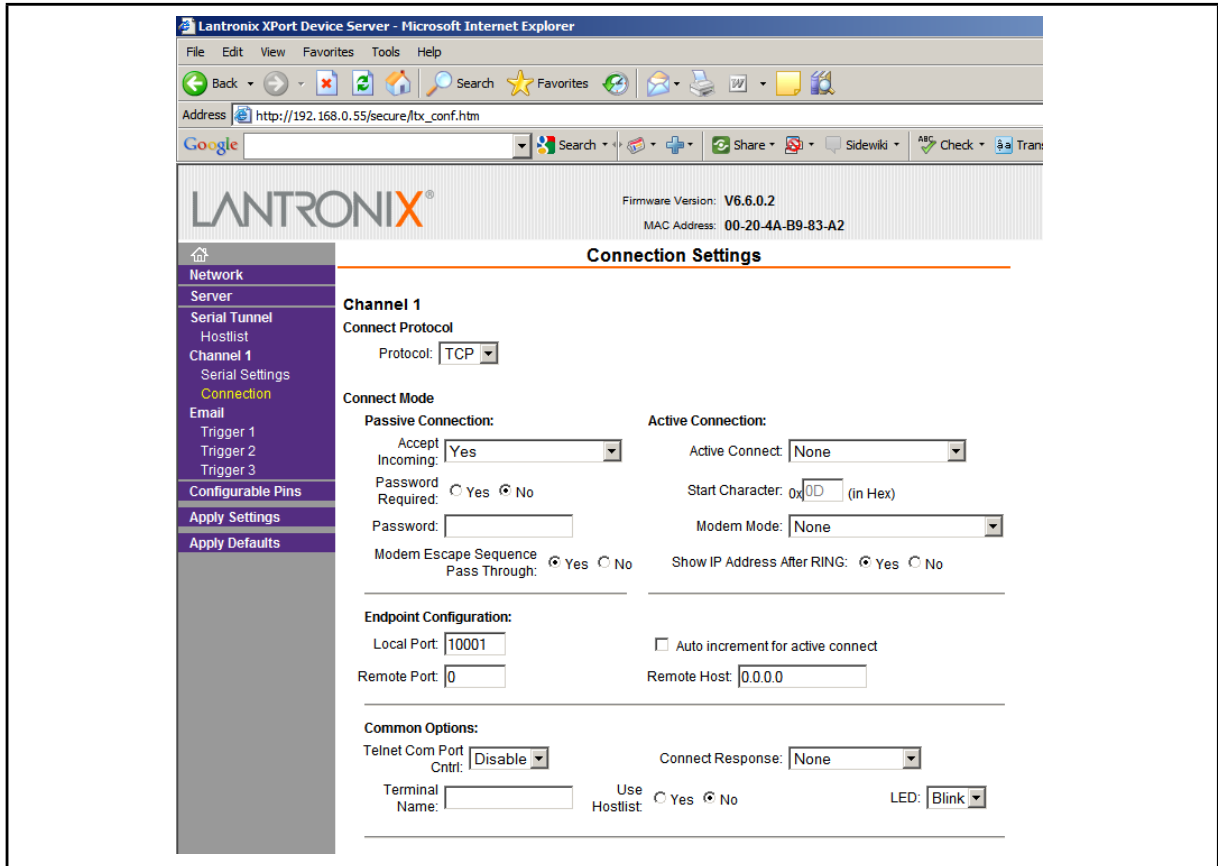 Lantronix XPort Device Server - Microsoft Internet Explorer
File Edit View Favorites Tools Help
Back Search Favorites
Address http://192.168.0.55/secure/ltx_conf.htm
Google Search Share Sidewiki ABC Check Trans
LANTRONIX®
Firmware Version: V6.6.0.2
MAC Address: 00-20-4A-B9-83-A2
Connection Settings
Network
Server
Serial Tunnel
Hostlist
Channel 1
Serial Settings
Connection
Email
Trigger 1
Trigger 2
Trigger 3
Configurable Pins
Apply Settings
Apply Defaults
Channel 1
Connect Protocol
Protocol: TCP
Connect Mode
Passive Connection:
Accept Incoming: Yes
Password Required: Yes No
Password:
Modem Escape Sequence Pass Through: Yes No
Active Connection:
Active Connect: None
Start Character: 0x0D (in Hex)
Modem Mode: None
Show IP Address After RING: Yes No
Endpoint Configuration:
Local Port: 10001
Auto increment for active connect
Remote Port: 0
Remote Host: 0.0.0.0
Common Options:
Telnet Com Port Cntrl: Disable
Connect Response: None
Terminal Name:
Use Hostlist: Yes No
LED: Blink